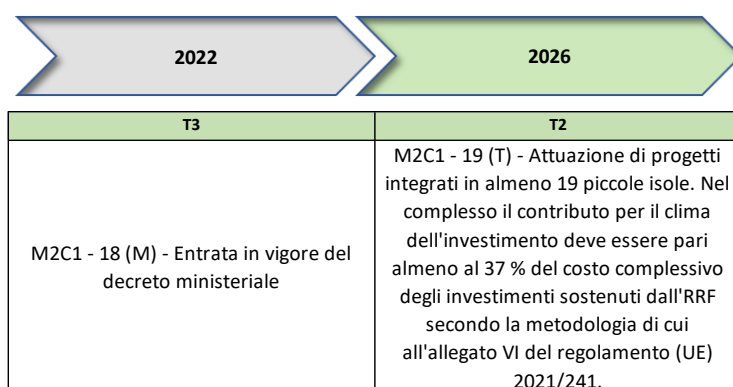 2022
2026
T3
T2
M2C1 - 18 (M) - Entrata in vigore del
decreto ministeriale
M2C1 - 19 (T) - Attuazione di progetti
integrati in almeno 19 piccole isole. Nel
complesso il contributo per il clima
dell'investimento deve essere pari
almeno al 37 % del costo complessivo
degli investimenti sostenuti dall'RRF
secondo la metodologia di cui
all'allegato VI del regolamento (UE)
2021/241.